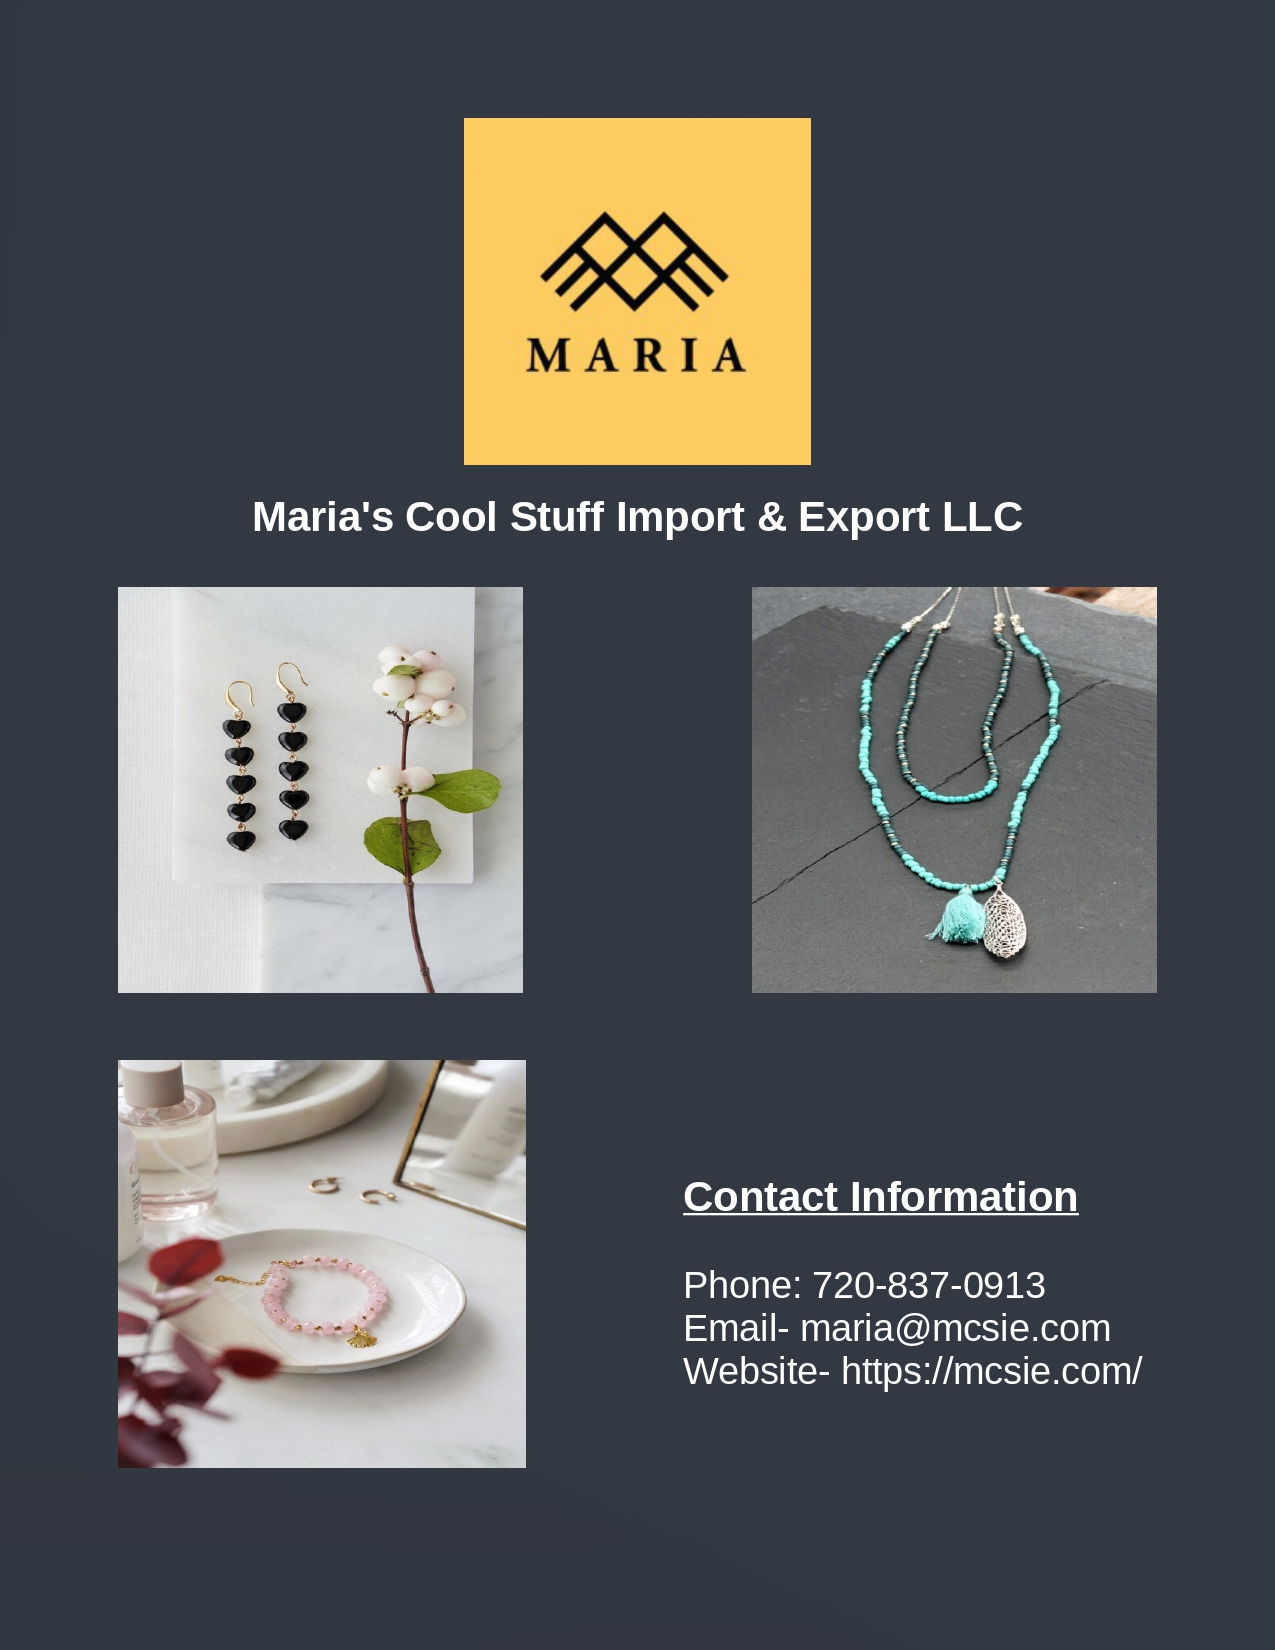 MARIA
Maria's Cool Stuff Import & Export LLC
Contact Information
Phone: 720-837-0913
Email- maria@mcsie.com
Website- https://mcsie.com/